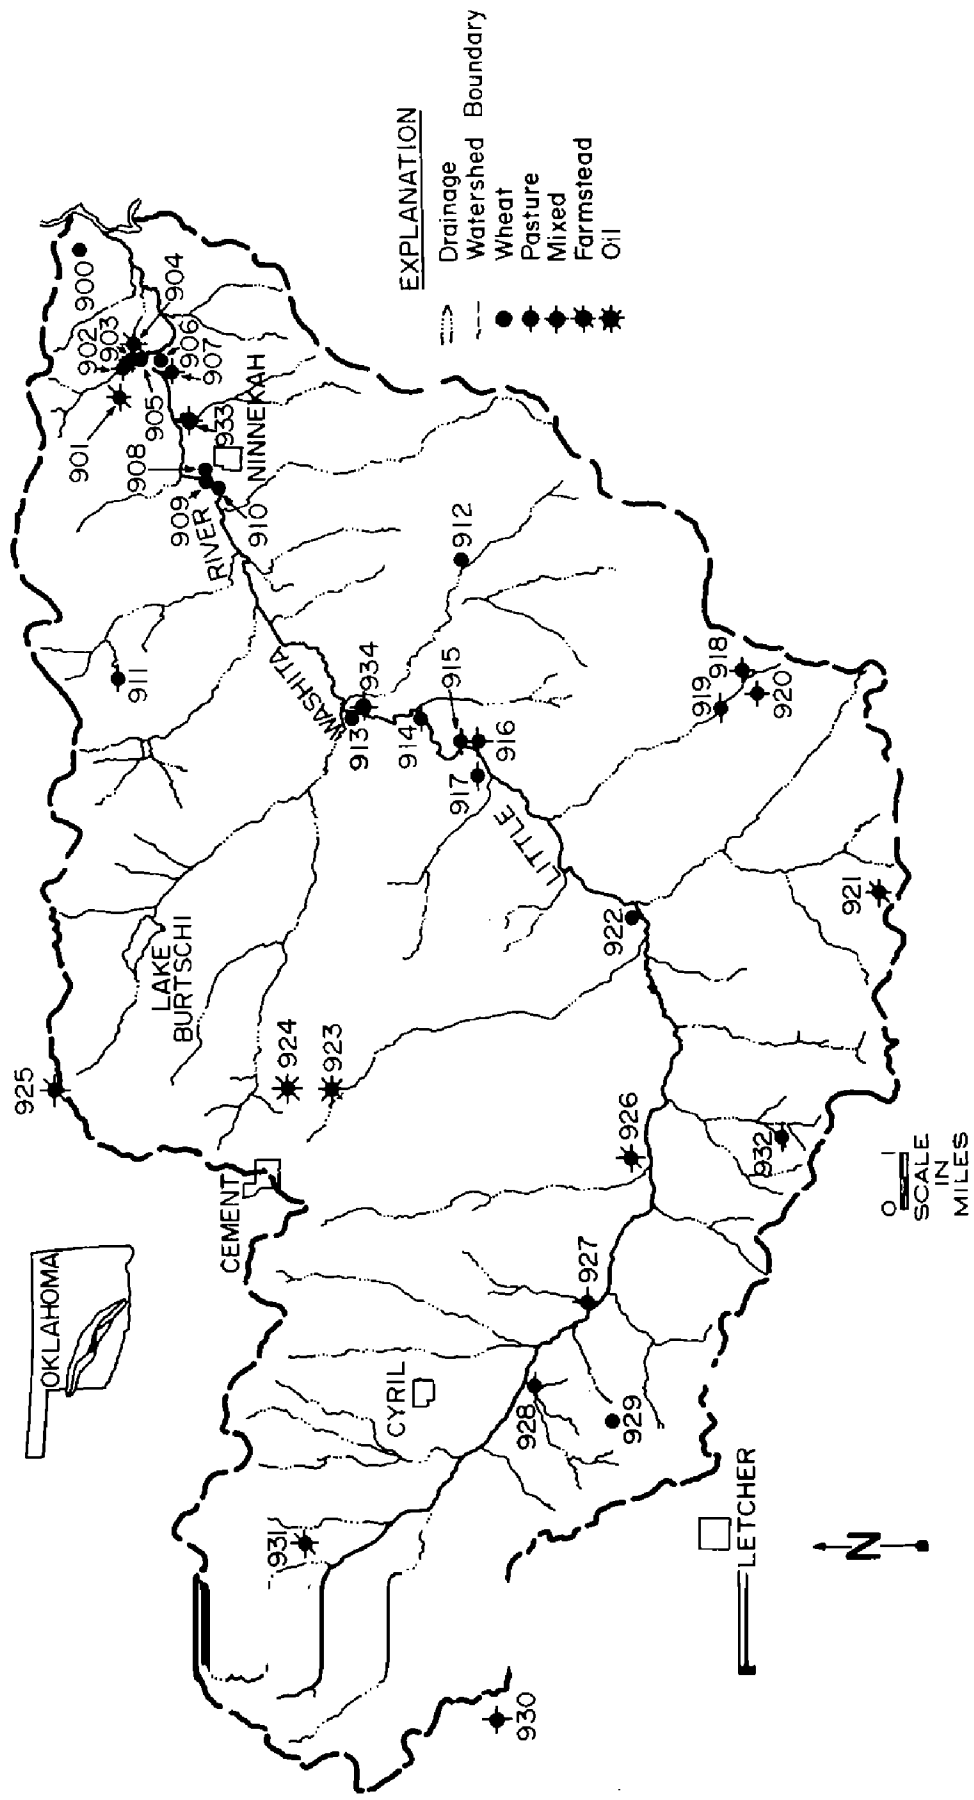 OKLAHOMA
925
CEMENT
LAKE
BURTSCHI
924
923
911
901
902
903
900
904
905
906
907
908
933
NINNEKAH
909
910
RIVER
WASHITA
LITTLE
912
934
913
914
915
916
917
918
919
920
921
922
926
932
927
CYRIL
928
929
931
930
LETCHER
N
0
SCALE
IN
MILES
EXPLANATION
Drainage
Watershed Boundary
Wheat
Pasture
Mixed
Farmstead
Oil